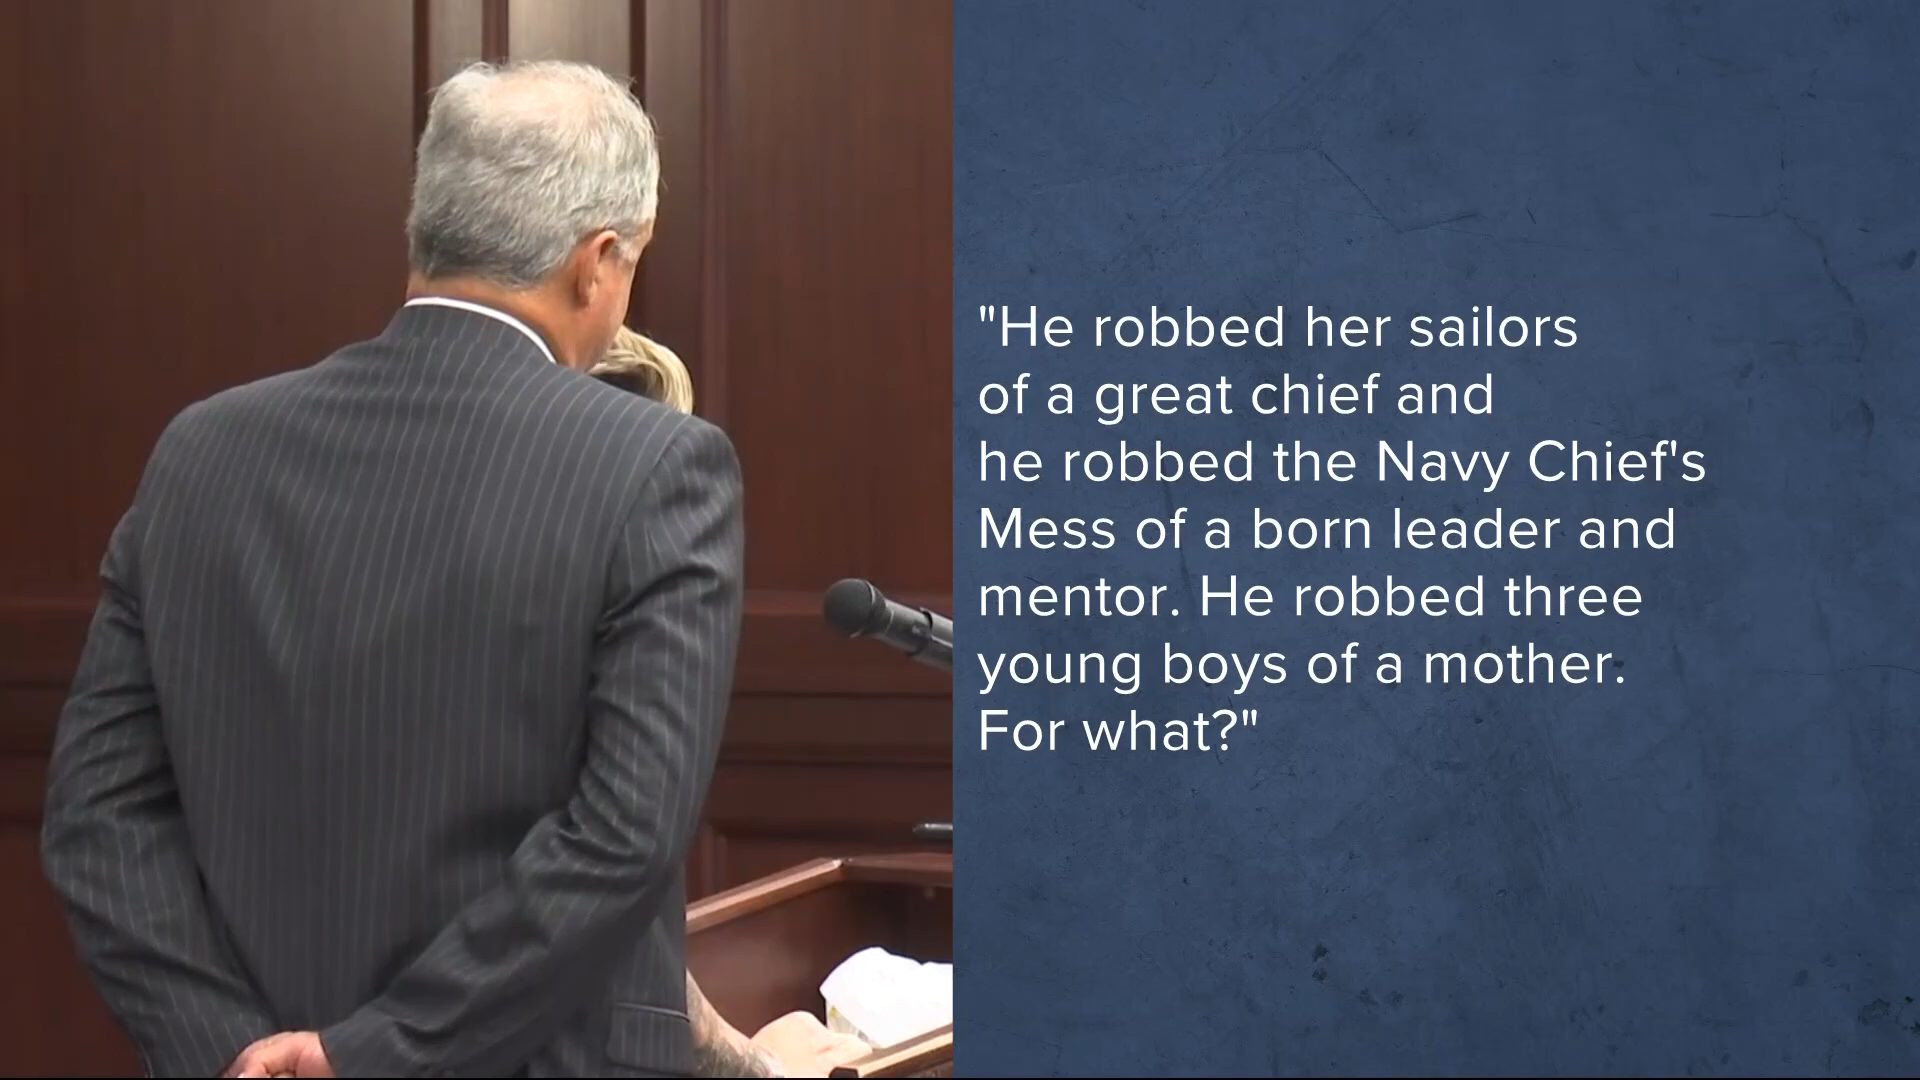 "He robbed her sailors
of a great chief and
he robbed the Navy Chief's
Mess of a born leader and
mentor. He robbed three
young boys of a mother.
For what?"